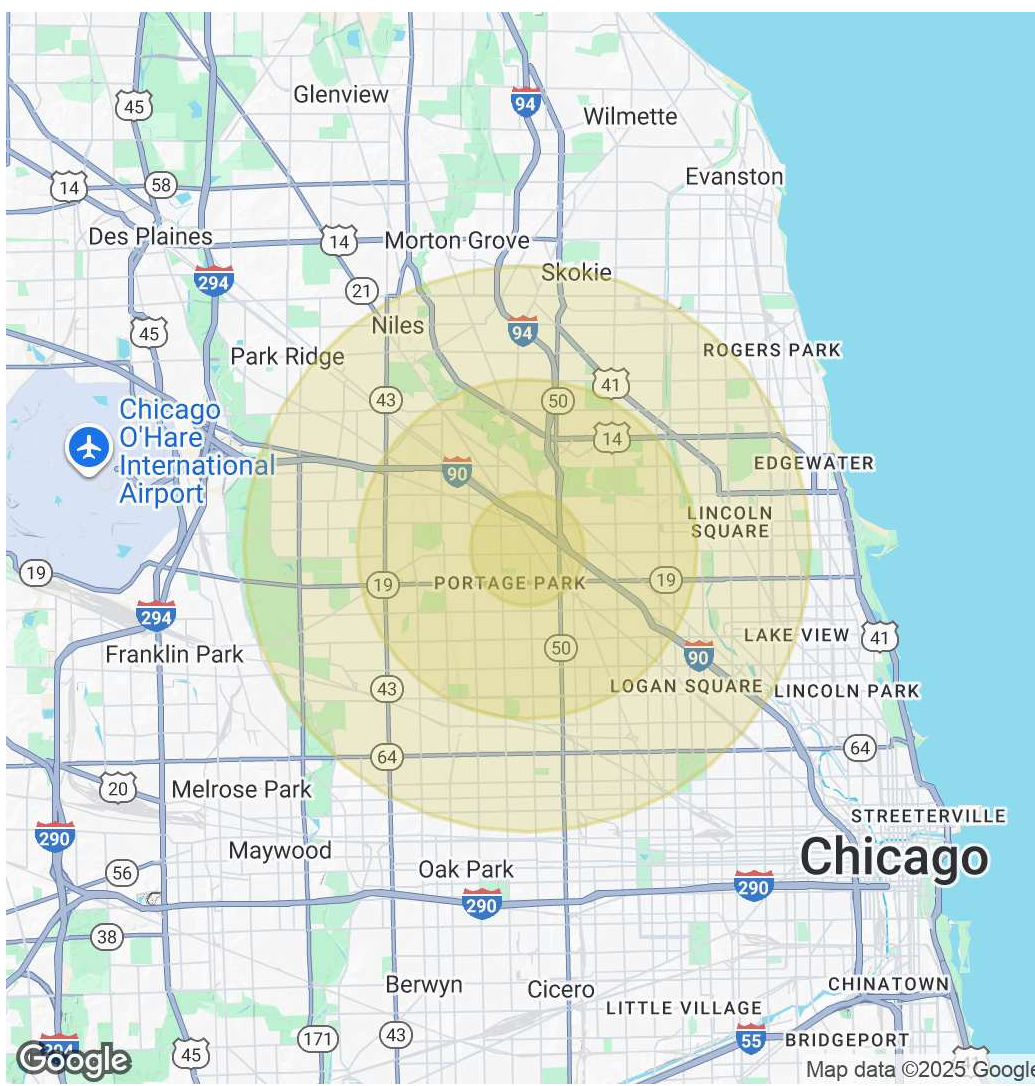 Glenview
94
Wilmette
45
14
58
Evanston
Des Plaines
14
Morton Grove
294
21
Skokie
45
Niles
94
Park Ridge
ROGERS PARK
43
50
41
Chicago
O'Hare
International
Airport
14
90
EDGEWATER
LINCOLN
SQUARE
19
19
PORTAGE PARK
19
294
Franklin Park
50
LAKE VIEW
41
90
43
LOGAN SQUARE
LINCOLN PARK
64
64
20
Melrose Park
STREETERVILLE
290
Maywood
Chicago
56
Oak Park
290
290
38
Berwyn
Cicero
CHINATOWN
LITTLE VILLAGE
171
43
55
BRIDGEPORT
294
45
Google
Map data ©2025 Google